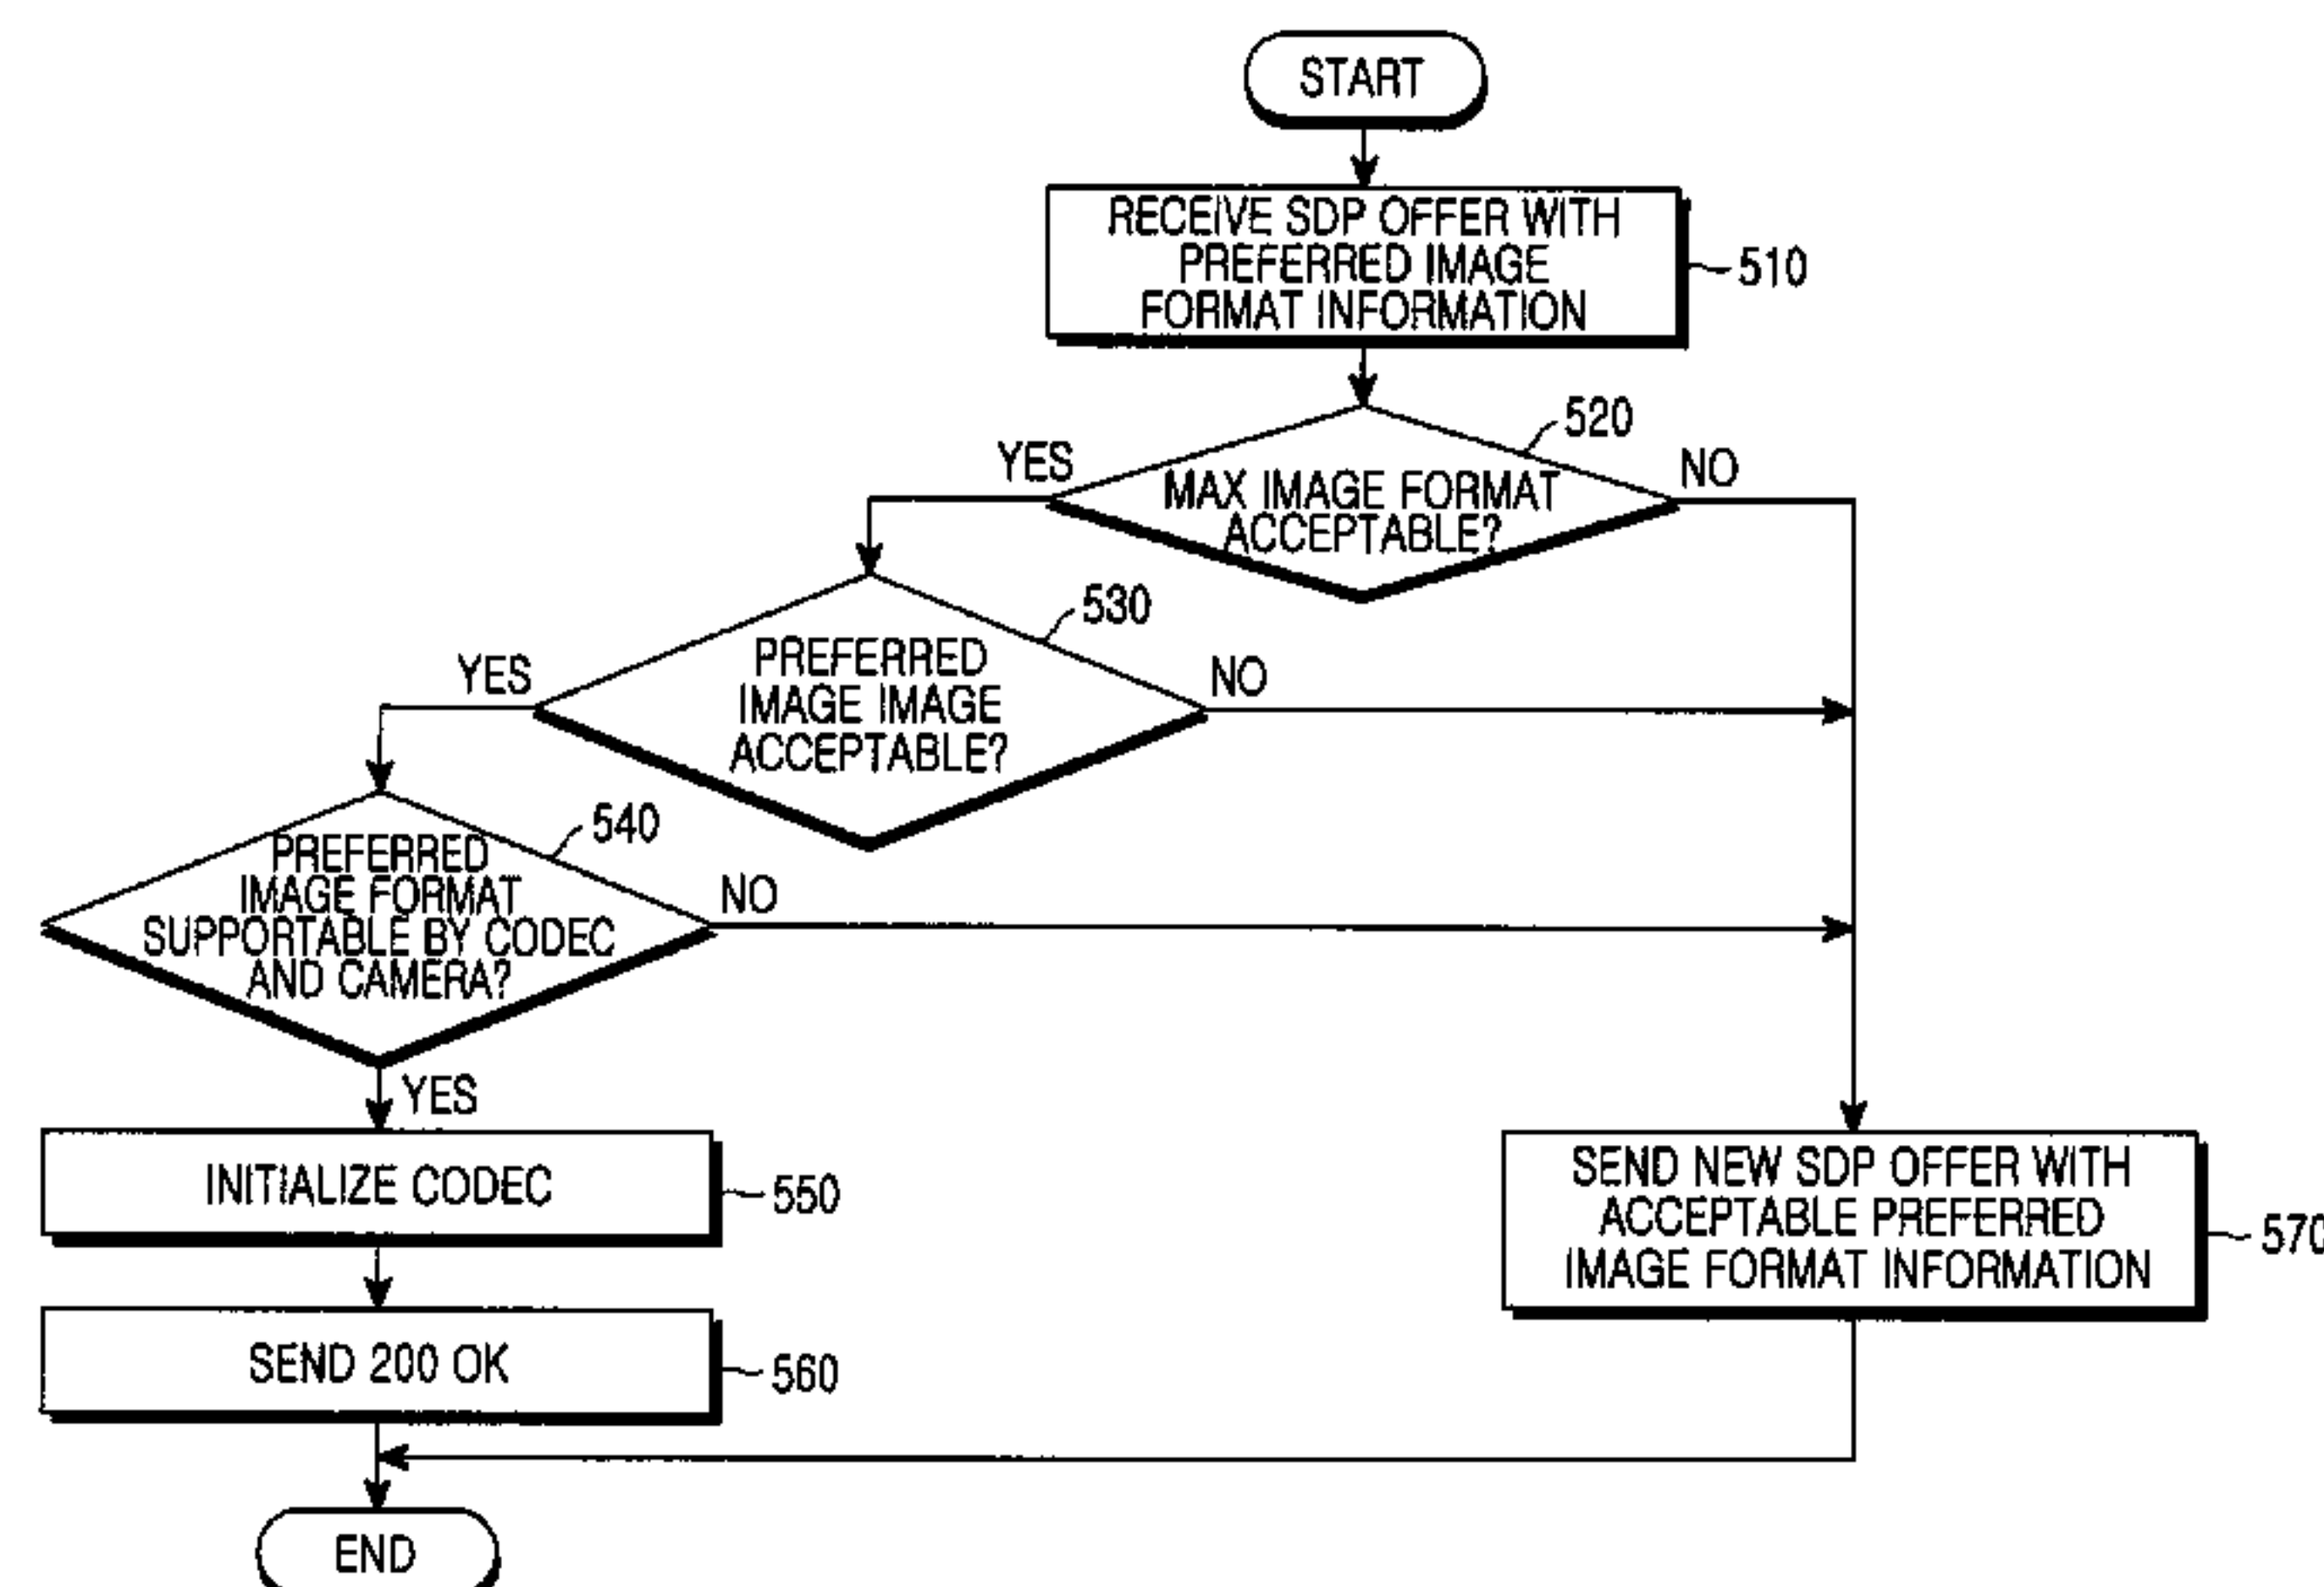 START
RECEIVE SDP OFFER WITH
PREFERRED IMAGE
FORMAT INFORMATION
510
520
YES
NO
MAX IMAGE FORMAT
ACCEPTABLE?
530
YES
NO
PREFERRED
IMAGE IMAGE
ACCEPTABLE?
540
NO
PREFERRED
IMAGE FORMAT
SUPPORTABLE BY CODEC
AND CAMERA?
YES
INITIALIZE CODEC
550
SEND NEW SDP OFFER WITH
ACCEPTABLE PREFERRED
IMAGE FORMAT INFORMATION
570
SEND 200 OK
560
END